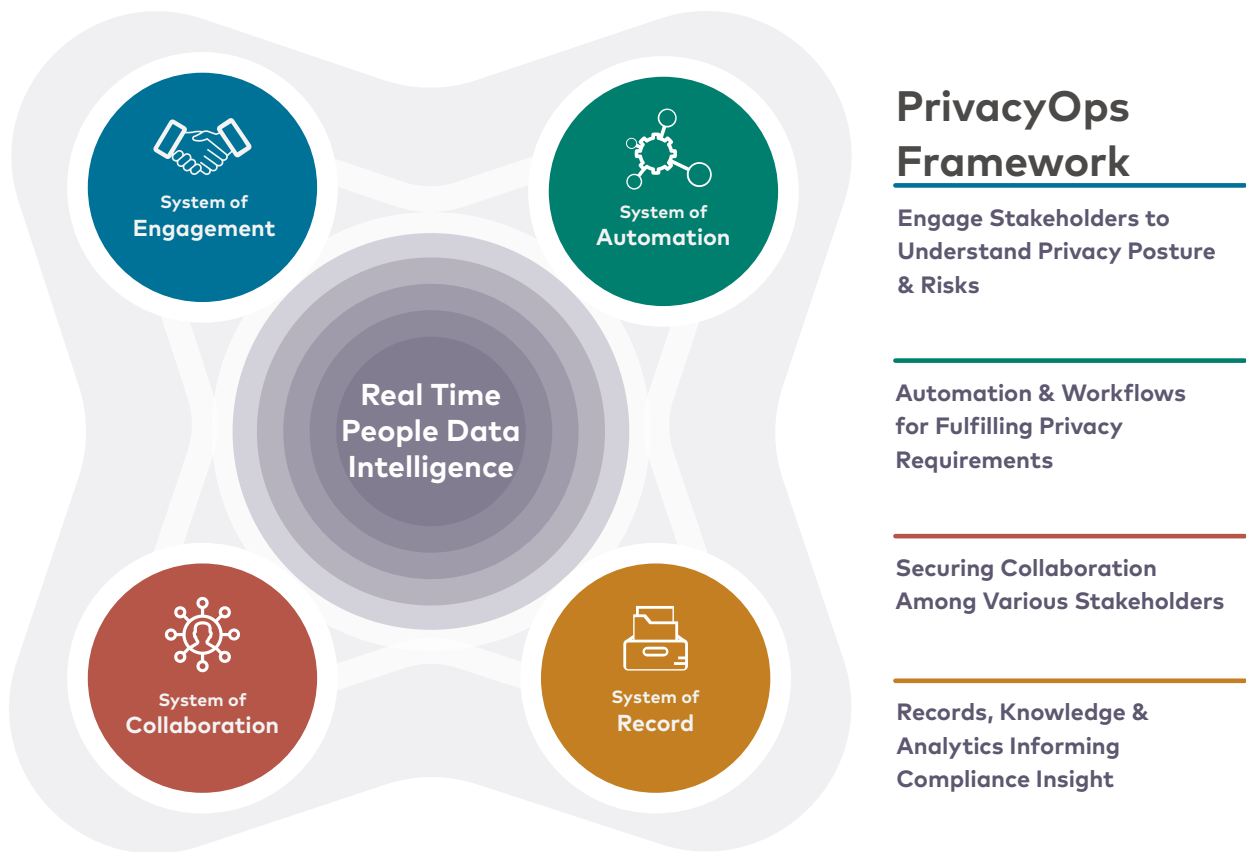 System of
Engagement
System of
Automation
Real Time
People Data
Intelligence
System of
Collaboration
System of
Record
PrivacyOps
Framework
Engage Stakeholders to
Understand Privacy Posture
& Risks
Automation & Workflows
for Fulfilling Privacy
Requirements
Securing Collaboration
Among Various Stakeholders
Records, Knowledge &
Analytics Informing
Compliance Insight